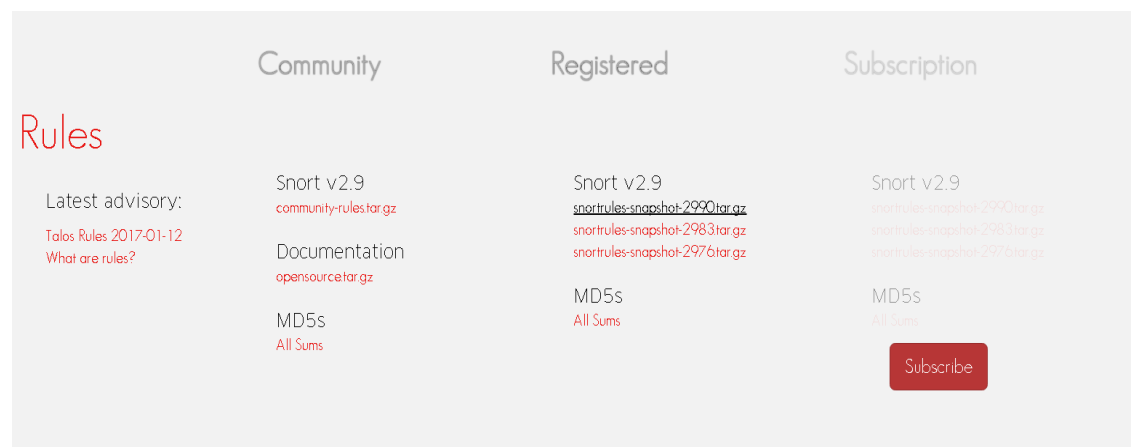 Community
Registered
Subscription
Rules
Latest advisory:
Talos Rules 2017-01-12
What are rules?
Snort v2.9
community-rules.tar.gz
Documentation
opensource.tar.gz
MD5s
All Sums
Snort v2.9
snortrules-snapshot-2990.tar.gz
snortrules-snapshot-2983.tar.gz
snortrules-snapshot-2976.tar.gz
MD5s
All Sums
Snort v2.9
snortrules-snapshot-2990.tar.gz
snortrules-snapshot-2983.tar.gz
snortrules-snapshot-2976.tar.gz
MD5s
All Sums
Subscribe